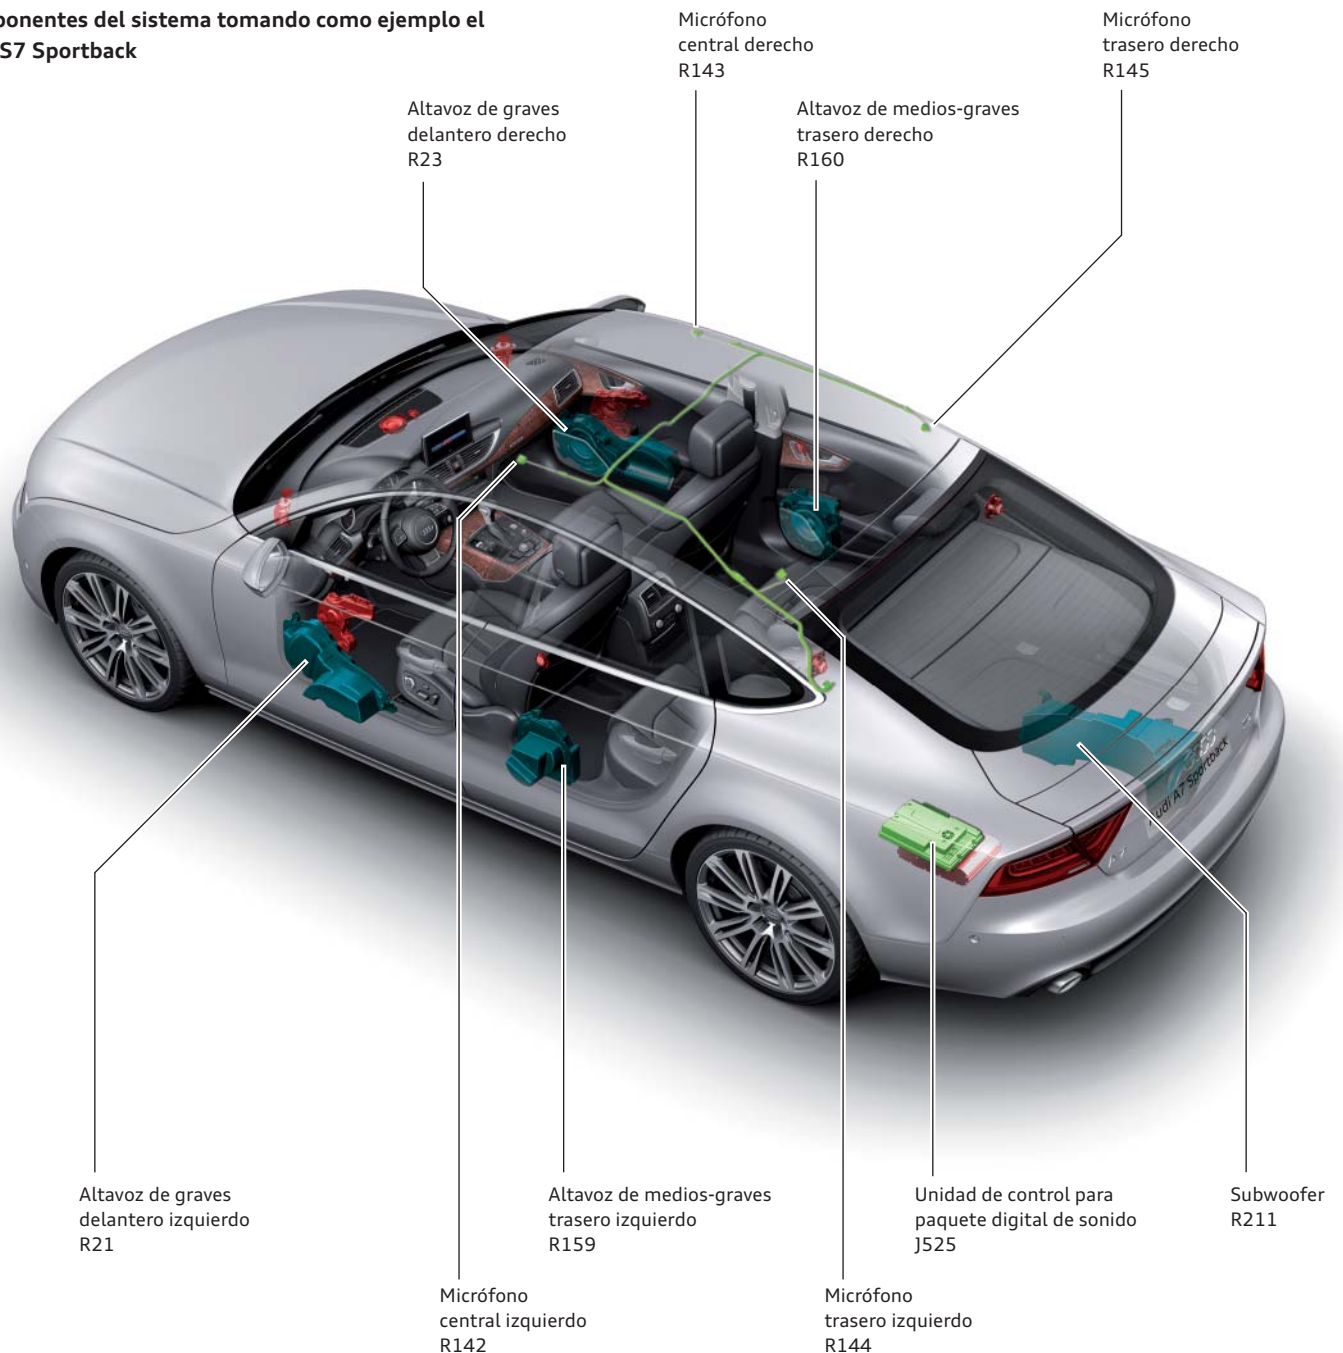 ponentes del sistema tomando como ejemplo el
S7 Sportback
Micrófono
central derecho
R143
Micrófono
trasero derecho
R145
Altavoz de graves
delantero derecho
R23
Altavoz de medios-graves
trasero derecho
R160
Audi A7 Sportback
Altavoz de graves
delantero izquierdo
R21
Altavoz de medios-graves
trasero izquierdo
R159
Unidad de control para
paquete digital de sonido
J525
Subwoofer
R211
Micrófono
central izquierdo
R142
Micrófono
trasero izquierdo
R144